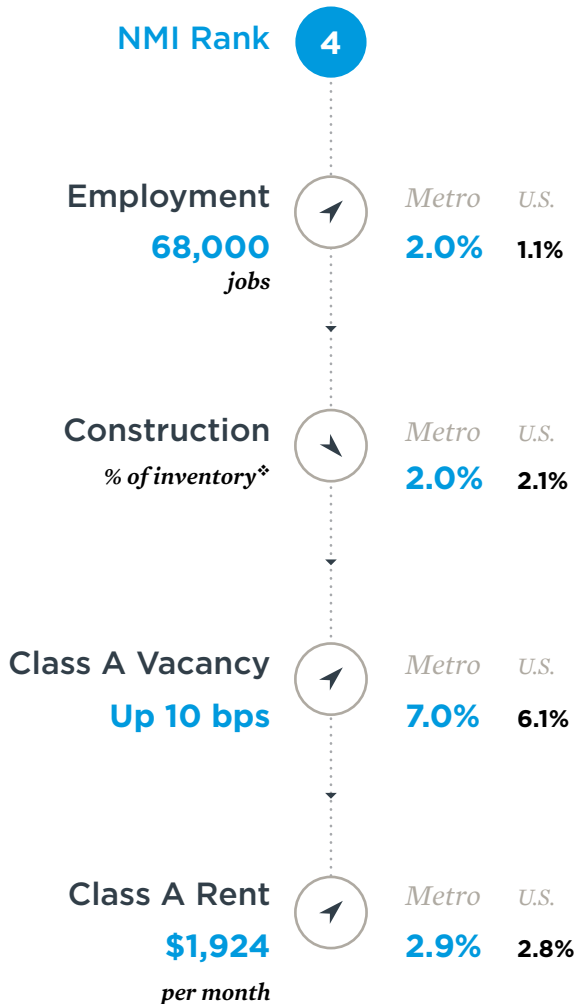 NMI Rank 4
Employment Metro U.S.
68,000 2.0% 1.1%
jobs
Construction Metro U.S.
% of inventory❖ 2.0% 2.1%
Class A Vacancy Metro U.S.
Up 10 bps 7.0% 6.1%
Class A Rent Metro U.S.
$1,924 2.9% 2.8%
per month